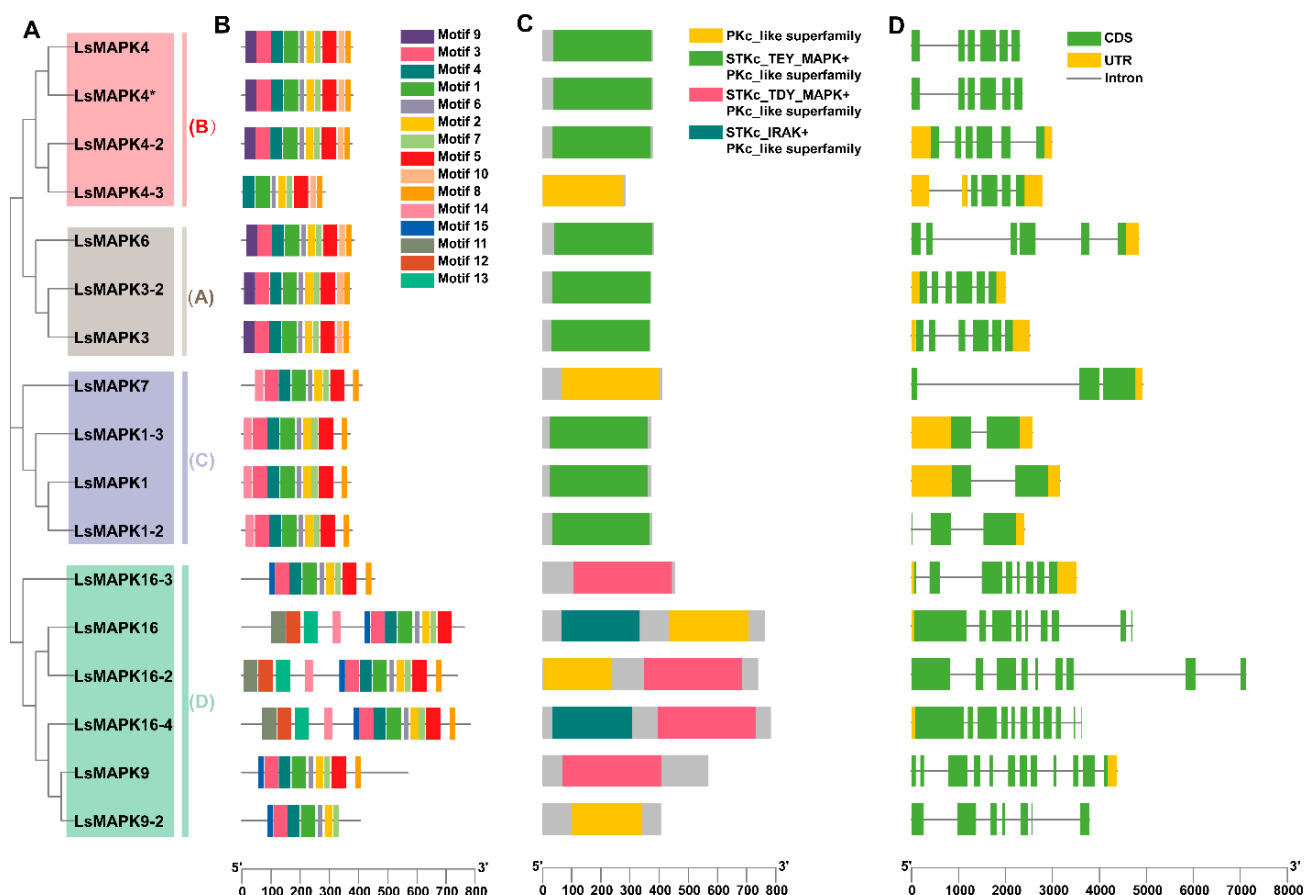 A
LsMAPK4
LsMAPK4*
LsMAPK4-2
LsMAPK4-3
LsMAPK6
LsMAPK3-2
LsMAPK3
LsMAPK7
LsMAPK1-3
LsMAPK1
LsMAPK1-2
LsMAPK16-3
LsMAPK16
LsMAPK16-2
LsMAPK16-4
LsMAPK9
LsMAPK9-2
(B)
(A)
(C)
(D)
B
Motif 9
Motif 3
Motif 4
Motif 1
Motif 6
Motif 2
Motif 7
Motif 5
Motif 10
Motif 8
Motif 14
Motif 15
Motif 11
Motif 12
Motif 13
5' 3'
0 100 200 300 400 500 600 700 800
C
PKc_like superfamily
STKc_TEY_MAPK+
PKc_like superfamily
STKc_TDY_MAPK+
PKc_like superfamily
STKc_IRAK+
PKc_like superfamily
5' 3'
0 100 200 300 400 500 600 700 800
D
CDS
UTR
Intron
5' 3'
0 1000 2000 3000 4000 5000 6000 7000 8000